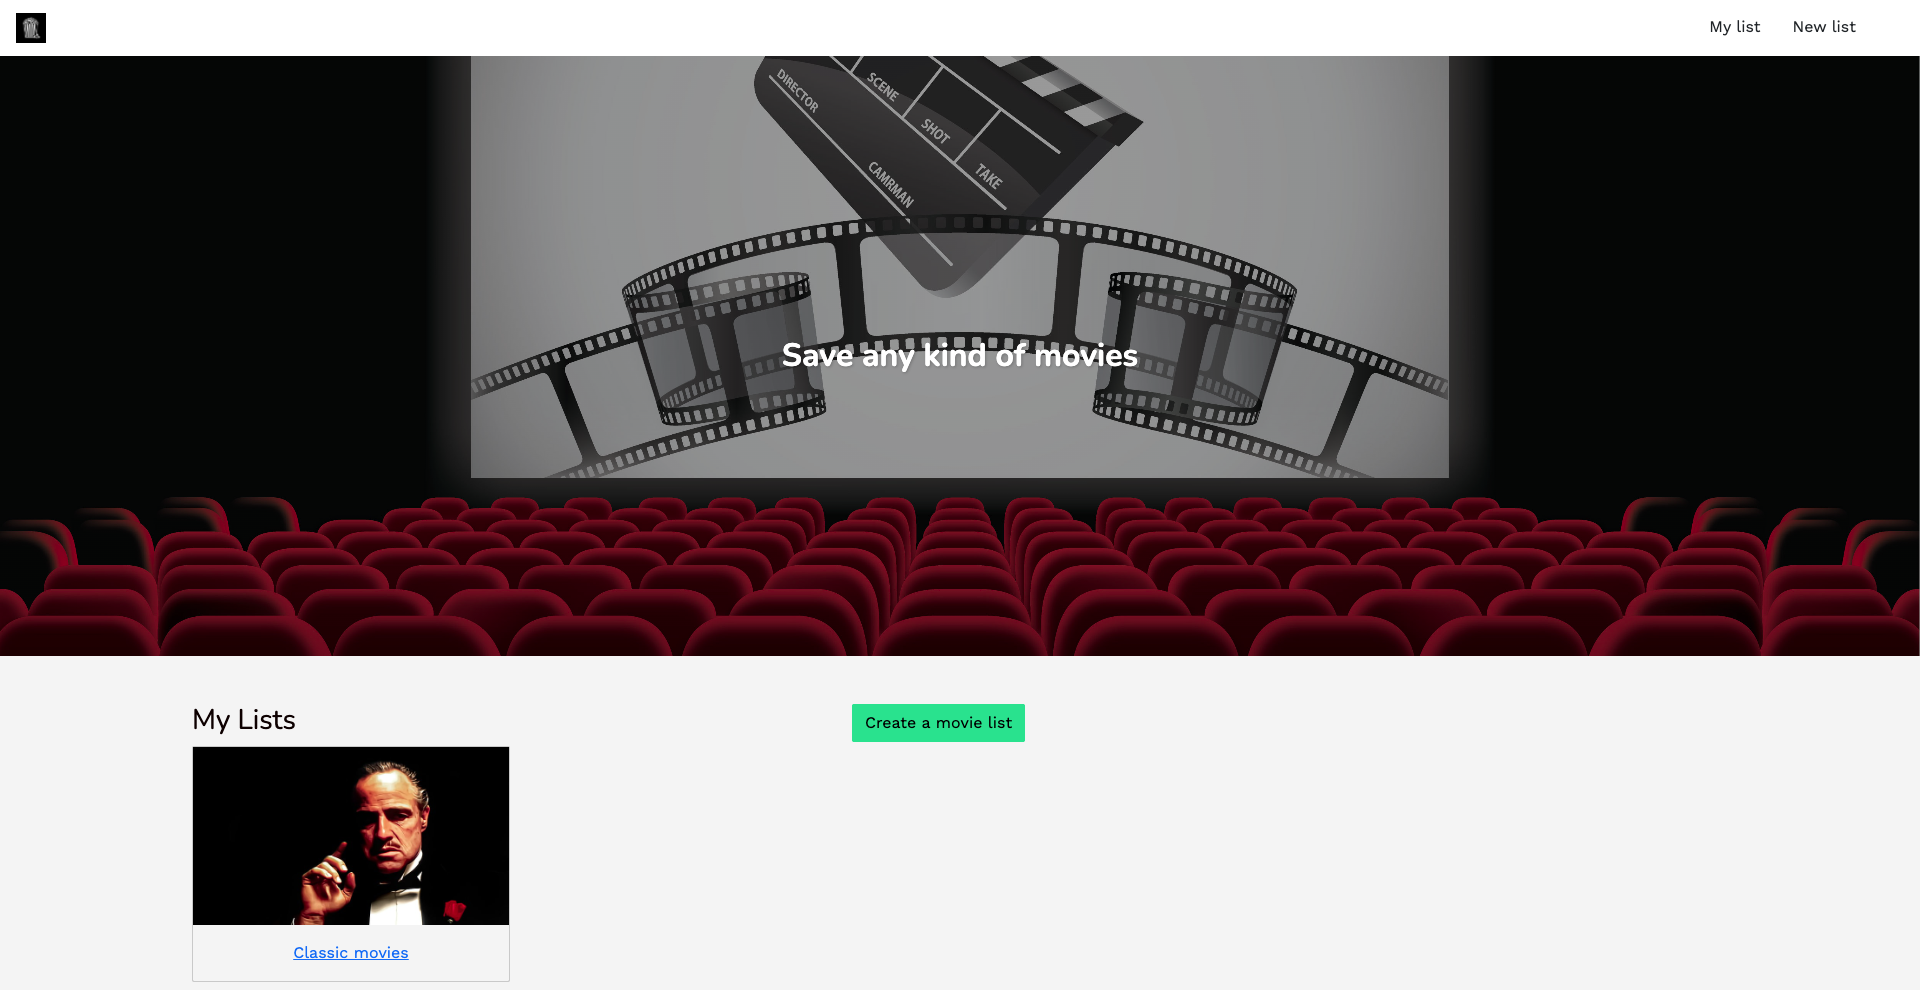 My list
New list
DIRECTOR
SCENE
SHOT
TAKE
CAMRMAN
Save any kind of movies
My Lists
Create a movie list
Classic movies